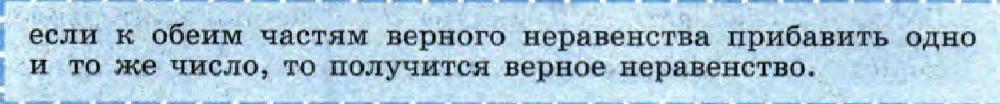 если к обеим частям верного неравенства прибавить одно
и то же число, то получится верное неравенство.